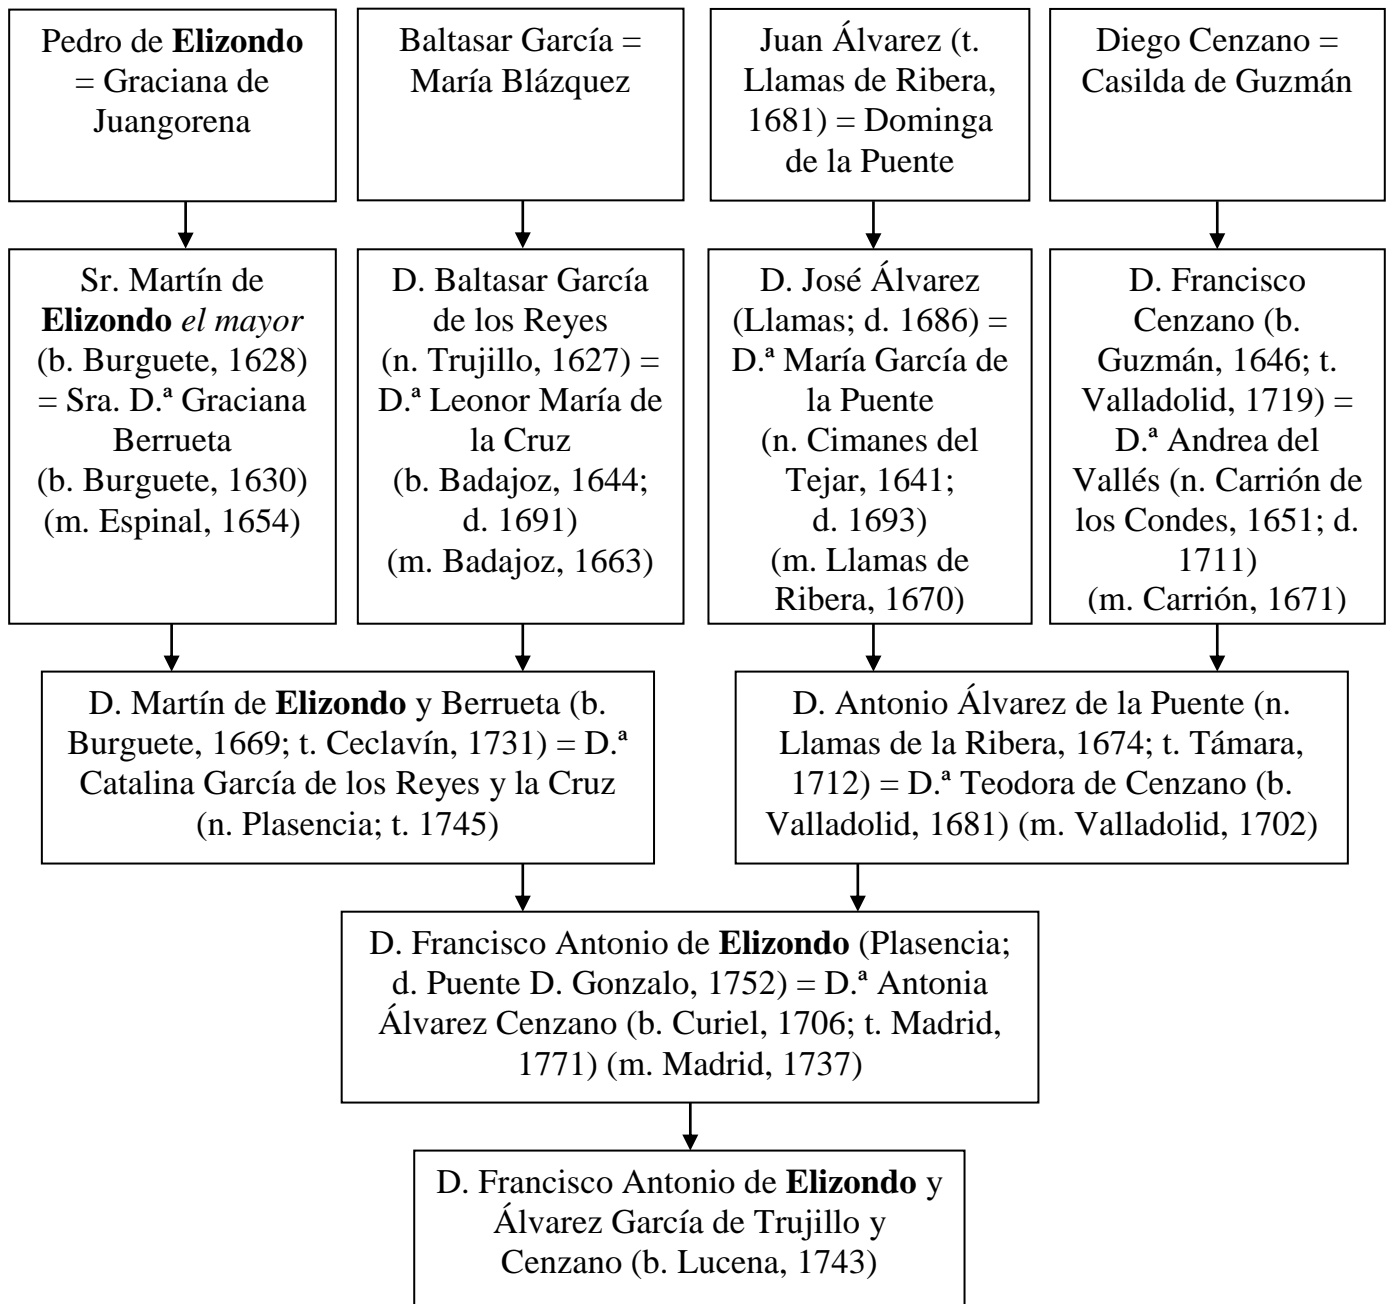 Pedro de Elizondo
= Graciana de
Juangorena
Baltasar García =
María Blázquez
Juan Álvarez (t.
Llamas de Ribera,
1681) = Dominga
de la Puente
Diego Cenzano =
Casilda de Guzmán
Sr. Martín de
Elizondo el mayor
(b. Burguete, 1628)
= Sra. D.ª Graciana
Berrueta
(b. Burguete, 1630)
(m. Espinal, 1654)
D. Baltasar García
de los Reyes
(n. Trujillo, 1627) =
D.ª Leonor María de
la Cruz
(b. Badajoz, 1644;
d. 1691)
(m. Badajoz, 1663)
D. José Álvarez
(Llamas; d. 1686) =
D.ª María García de
la Puente
(n. Cimanes del
Tejar, 1641;
d. 1693)
(m. Llamas de
Ribera, 1670)
D. Francisco
Cenzano (b.
Guzmán, 1646; t.
Valladolid, 1719) =
D.ª Andrea del
Vallés (n. Carrión de
los Condes, 1651; d.
1711)
(m. Carrión, 1671)
D. Martín de Elizondo y Berrueta (b.
Burguete, 1669; t. Ceclavín, 1731) = D.ª
Catalina García de los Reyes y la Cruz
(n. Plasencia; t. 1745)
D. Antonio Álvarez de la Puente (n.
Llamas de la Ribera, 1674; t. Támara,
1712) = D.ª Teodora de Cenzano (b.
Valladolid, 1681) (m. Valladolid, 1702)
D. Francisco Antonio de Elizondo (Plasencia;
d. Puente D. Gonzalo, 1752) = D.ª Antonia
Álvarez Cenzano (b. Curiel, 1706; t. Madrid,
1771) (m. Madrid, 1737)
D. Francisco Antonio de Elizondo y
Álvarez García de Trujillo y
Cenzano (b. Lucena, 1743)